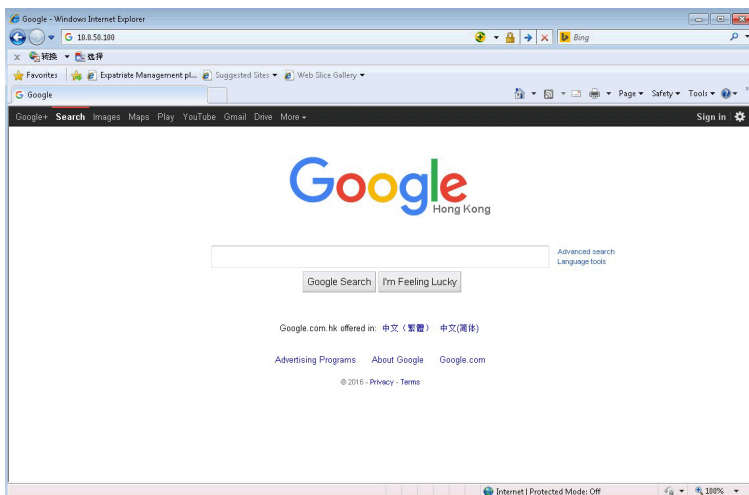 Google - Windows Internet Explorer
10.0.50.100
Bing
x 转换 选择
Favorites Expatriate Management pl... Suggested Sites Web Slice Gallery
Google
Page Safety Tools
Google+ Search Images Maps Play YouTube Gmail Drive More Sign in
Google
Hong Kong
Advanced search
Language tools
Google Search I'm Feeling Lucky
Google.com.hk offered in: 中文（繁體） 中文(简体)
Advertising Programs About Google Google.com
© 2016 - Privacy - Terms
Internet | Protected Mode: Off 100%